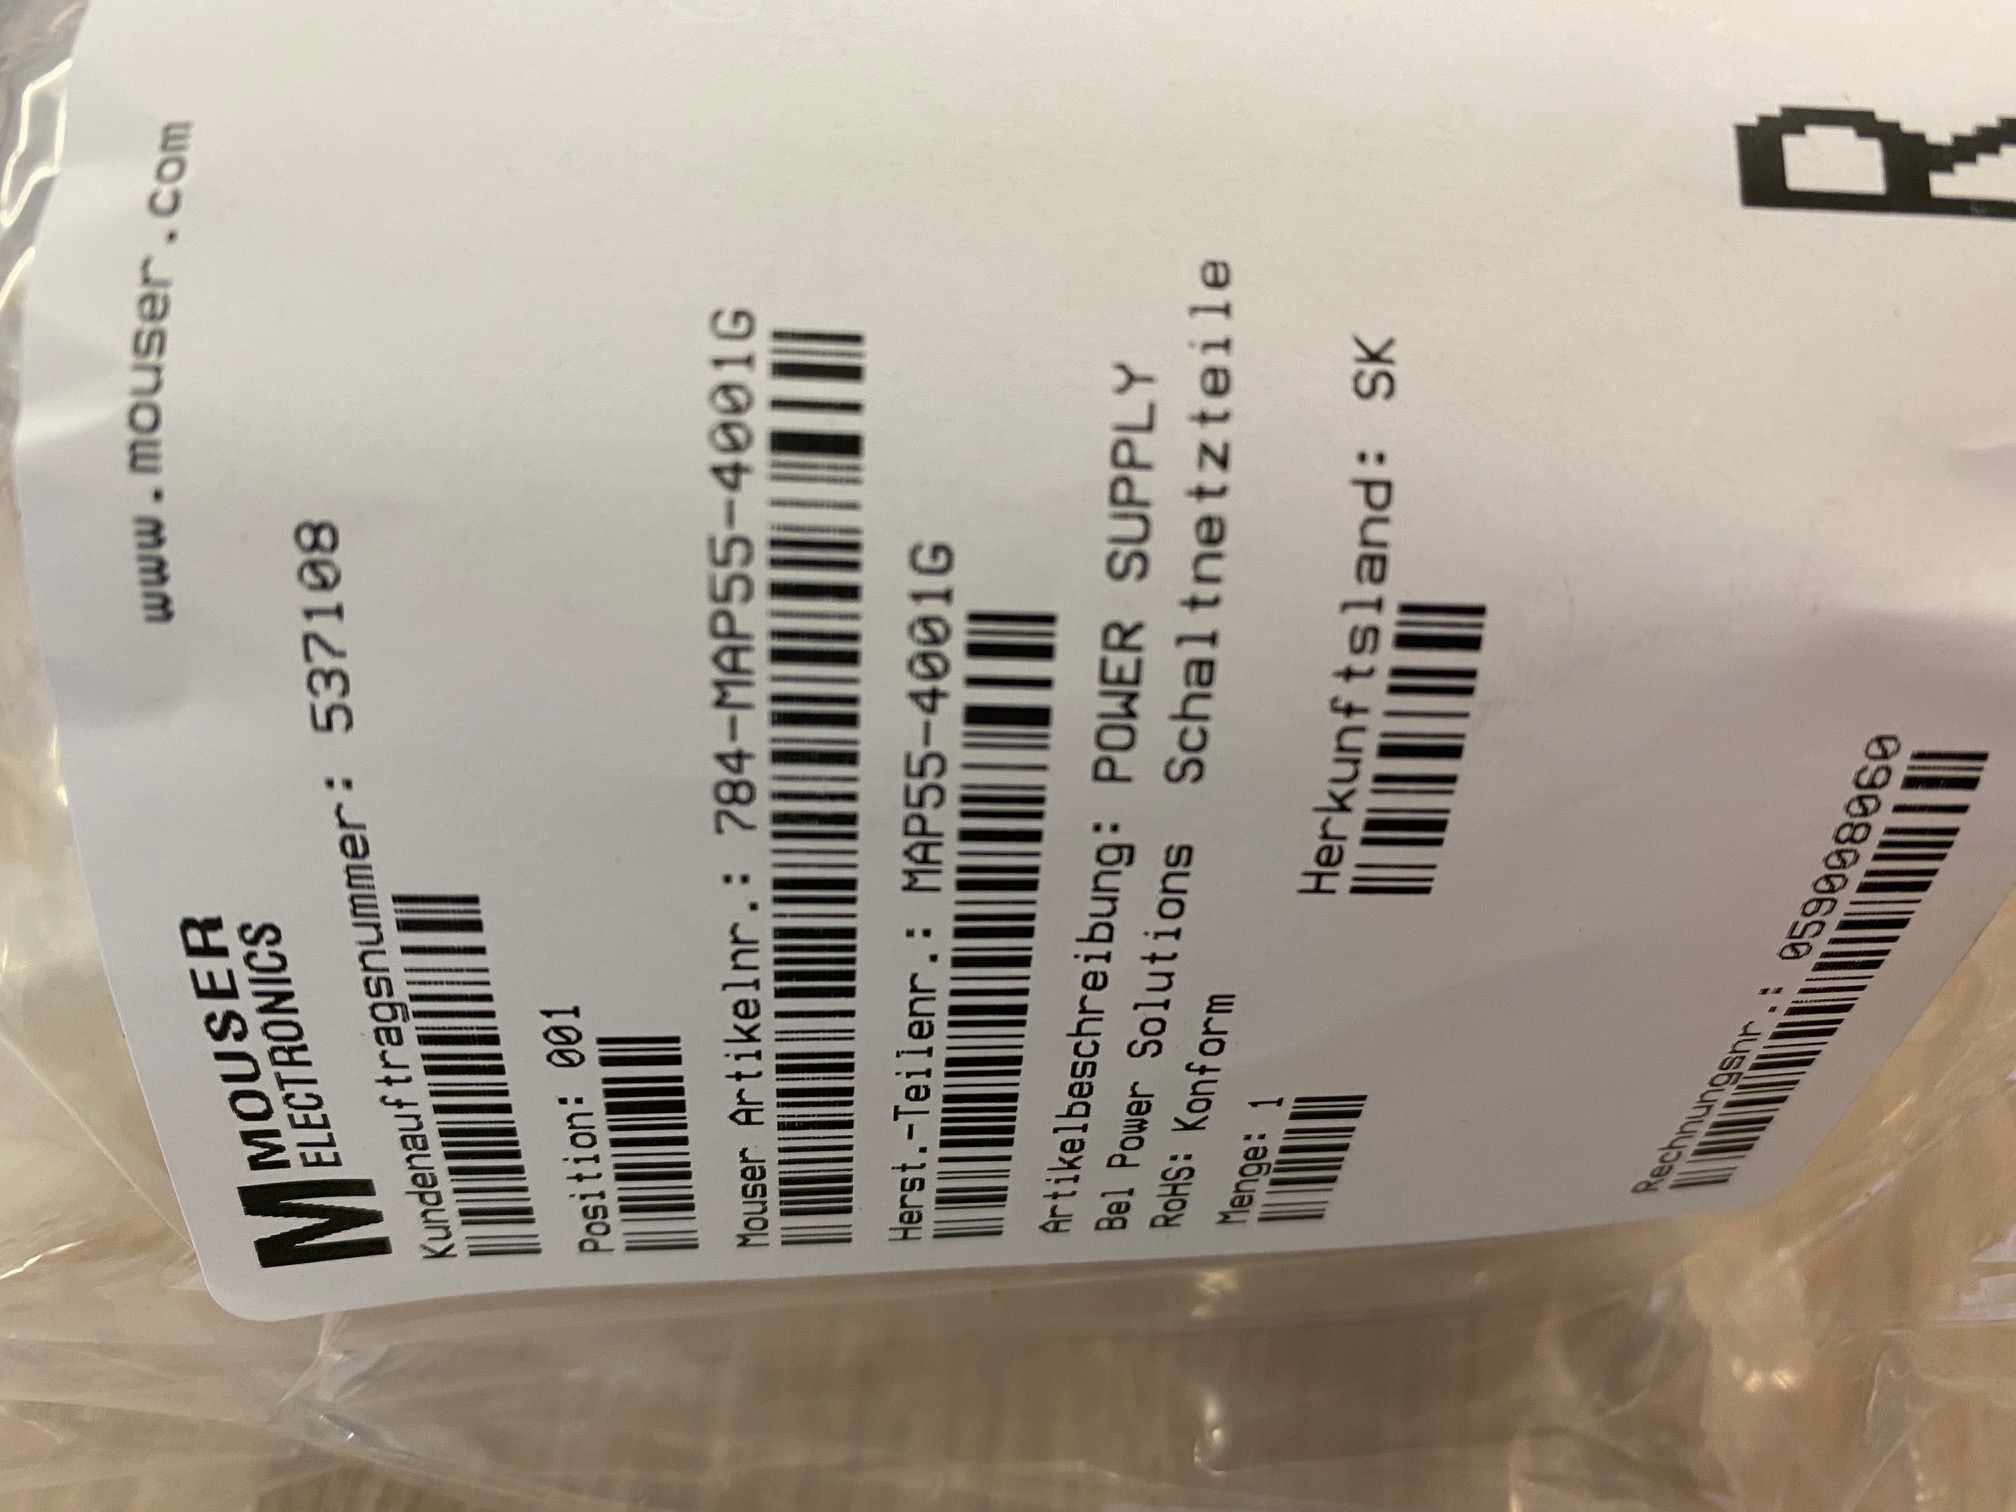 MOUSER
ELECTRONICS
www.mouser.com
Kundenauftragsnummer: 537108
Position: 001
Mouser Artikelnr.: 784-MAP55-4001G
Herst.-Teilenr.: MAP55-4001G
Artikelbeschreibung: POWER SUPPLY
Bel Power Solutions Schaltnetzteile
RoHS: Konform
Menge: 1
Herkunftsland: SK
Rechnungsnr.: 059008060
R